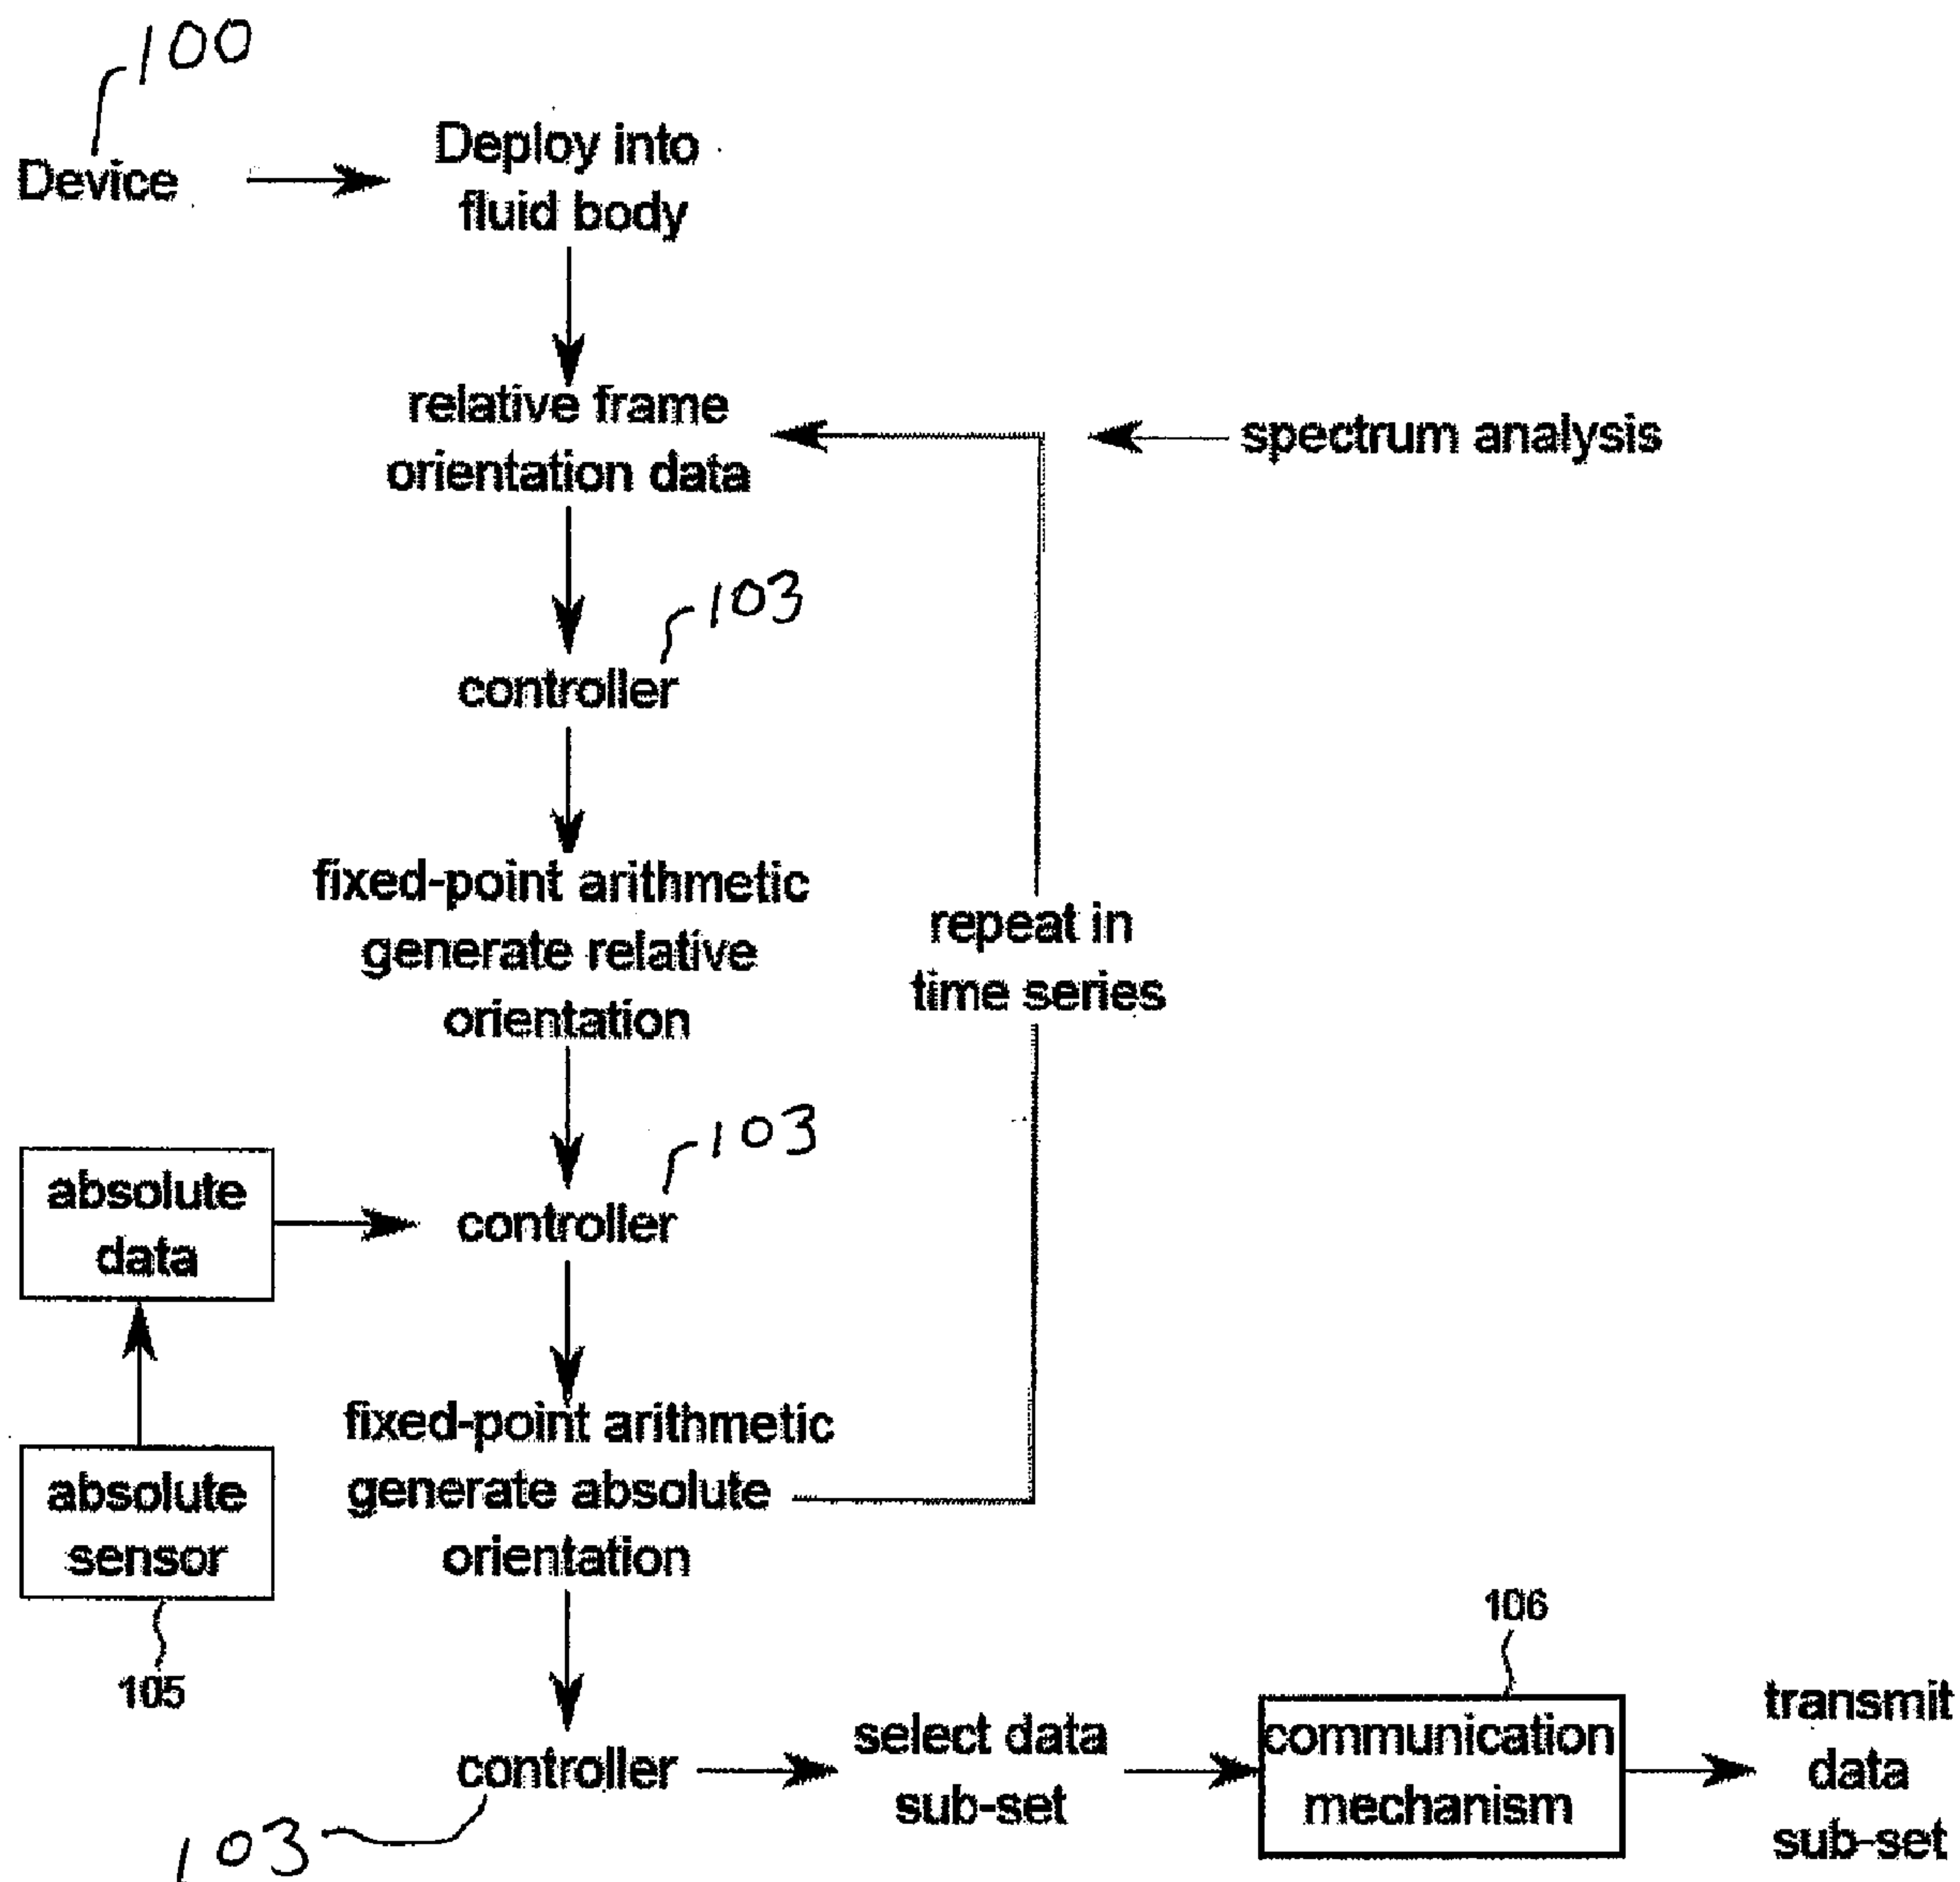 100
Device
Deploy into
fluid body
relative frame
orientation data
spectrum analysis
103
controller
fixed-point arithmetic
generate relative
orientation
repeat in
time series
103
absolute
data
controller
fixed-point arithmetic
generate absolute
orientation
absolute
sensor
105
106
controller
select data
sub-set
communication
mechanism
transmit
data
sub-set
103